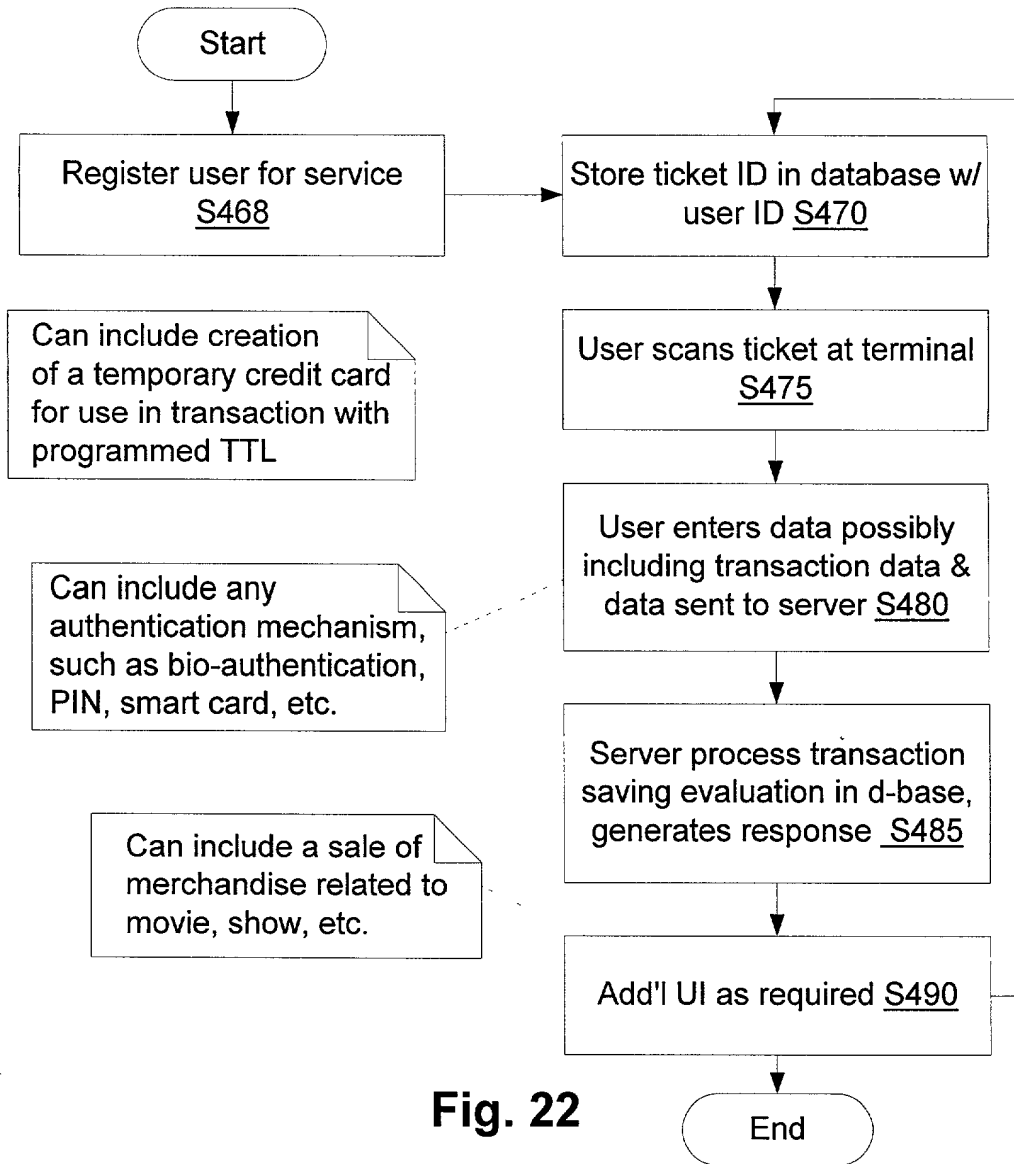 Start
Register user for service
S468
Store ticket ID in database w/
user ID S470
Can include creation
of a temporary credit card
for use in transaction with
programmed TTL
User scans ticket at terminal
S475
User enters data possibly
including transaction data &
data sent to server S480
Can include any
authentication mechanism,
such as bio-authentication,
PIN, smart card, etc.
Server process transaction
saving evaluation in d-base,
generates response S485
Can include a sale of
merchandise related to
movie, show, etc.
Add'l UI as required S490
End
Fig. 22